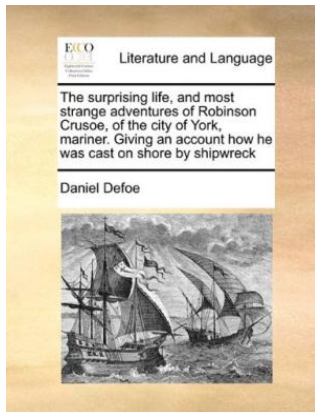 ECCO
Literature and Language
The surprising life, and most
strange adventures of Robinson
Crusoe, of the city of York,
mariner. Giving an account how he
was cast on shore by shipwreck
Daniel Defoe